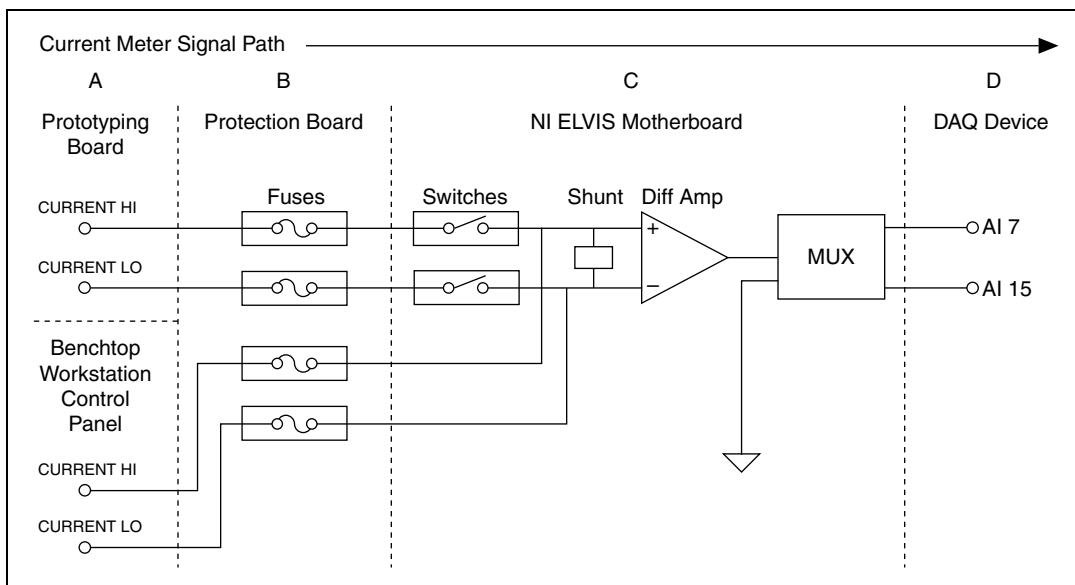 Current Meter Signal Path
A
B
C
D
Prototyping
Board
Protection Board
NI ELVIS Motherboard
DAQ Device
Fuses
Switches
Shunt
Diff Amp
CURRENT HI
+
AI 7
MUX
CURRENT LO
–
AI 15
Benchtop
Workstation
Control
Panel
CURRENT HI
CURRENT LO